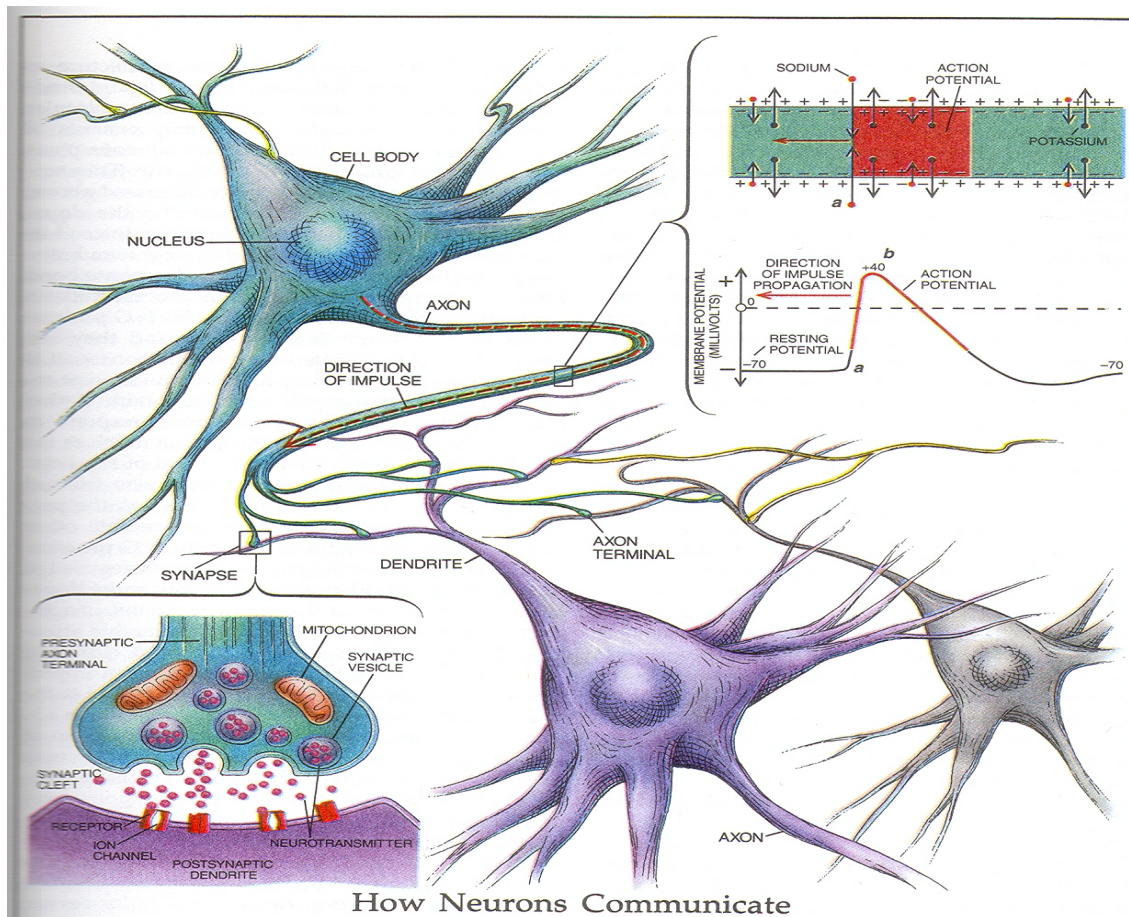 SODIUM
ACTION
POTENTIAL
POTASSIUM
a
CELL BODY
NUCLEUS
AXON
DIRECTION
OF IMPULSE
MEMBRANE POTENTIAL
(MILLIVOLTS)
+
0
−
DIRECTION
OF IMPULSE
PROPAGATION
b
+40
ACTION
POTENTIAL
RESTING
POTENTIAL
−70
a
−70
AXON
TERMINAL
DENDRITE
SYNAPSE
PRESYNAPTIC
AXON
TERMINAL
MITOCHONDRION
SYNAPTIC
VESICLE
SYNAPTIC
CLEFT
RECEPTOR
ION
CHANNEL
NEUROTRANSMITTER
POSTSYNAPTIC
DENDRITE
AXON
How Neurons Communicate